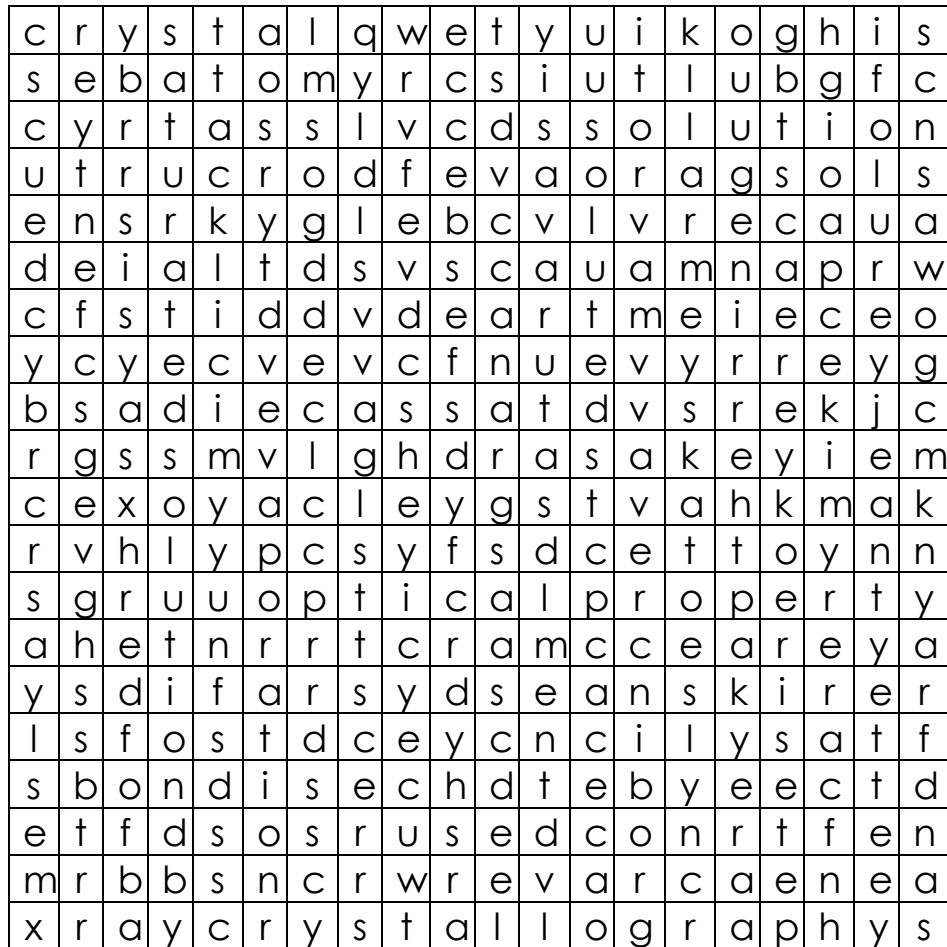 c r y s t a l q w e t y u i k o g h i s
s e b a t o m y r c s i u t l u b g f c
c y r t a s s l v c d s s o l u t i o n
u t r u c r o d f e v a o r a g s o l s
e n s r k y g l e b c v l v r e c a u a
d e i a l t d s v s c a u a m n a p r w
c f s t i d d v d e a r t m e i e c e o
y c y e c v e v c f n u e v y r r e y g
b s a d i e c a s s a t d v s r e k j c
r g s s m v l g h d r a s a k e y i e m
c e x o y a c l e y g s t v a h k m a k
r v h l y p c s y f s d c e t t o y n n
s g r u u o p t i c a l p r o p e r t y
a h e t n r r t c r a m c c e a r e y a
y s d i f a r s y d s e a n s k i r e r
l s f o s t d c e y c n c i l y s a t f
s b o n d i s e c h d t e b y e e c t d
e t f d s o s r u s e d c o n r t f e n
m r b b s n c r w r e v a r c a e n e a
x r a y c r y s t a l l o g r a p h y s